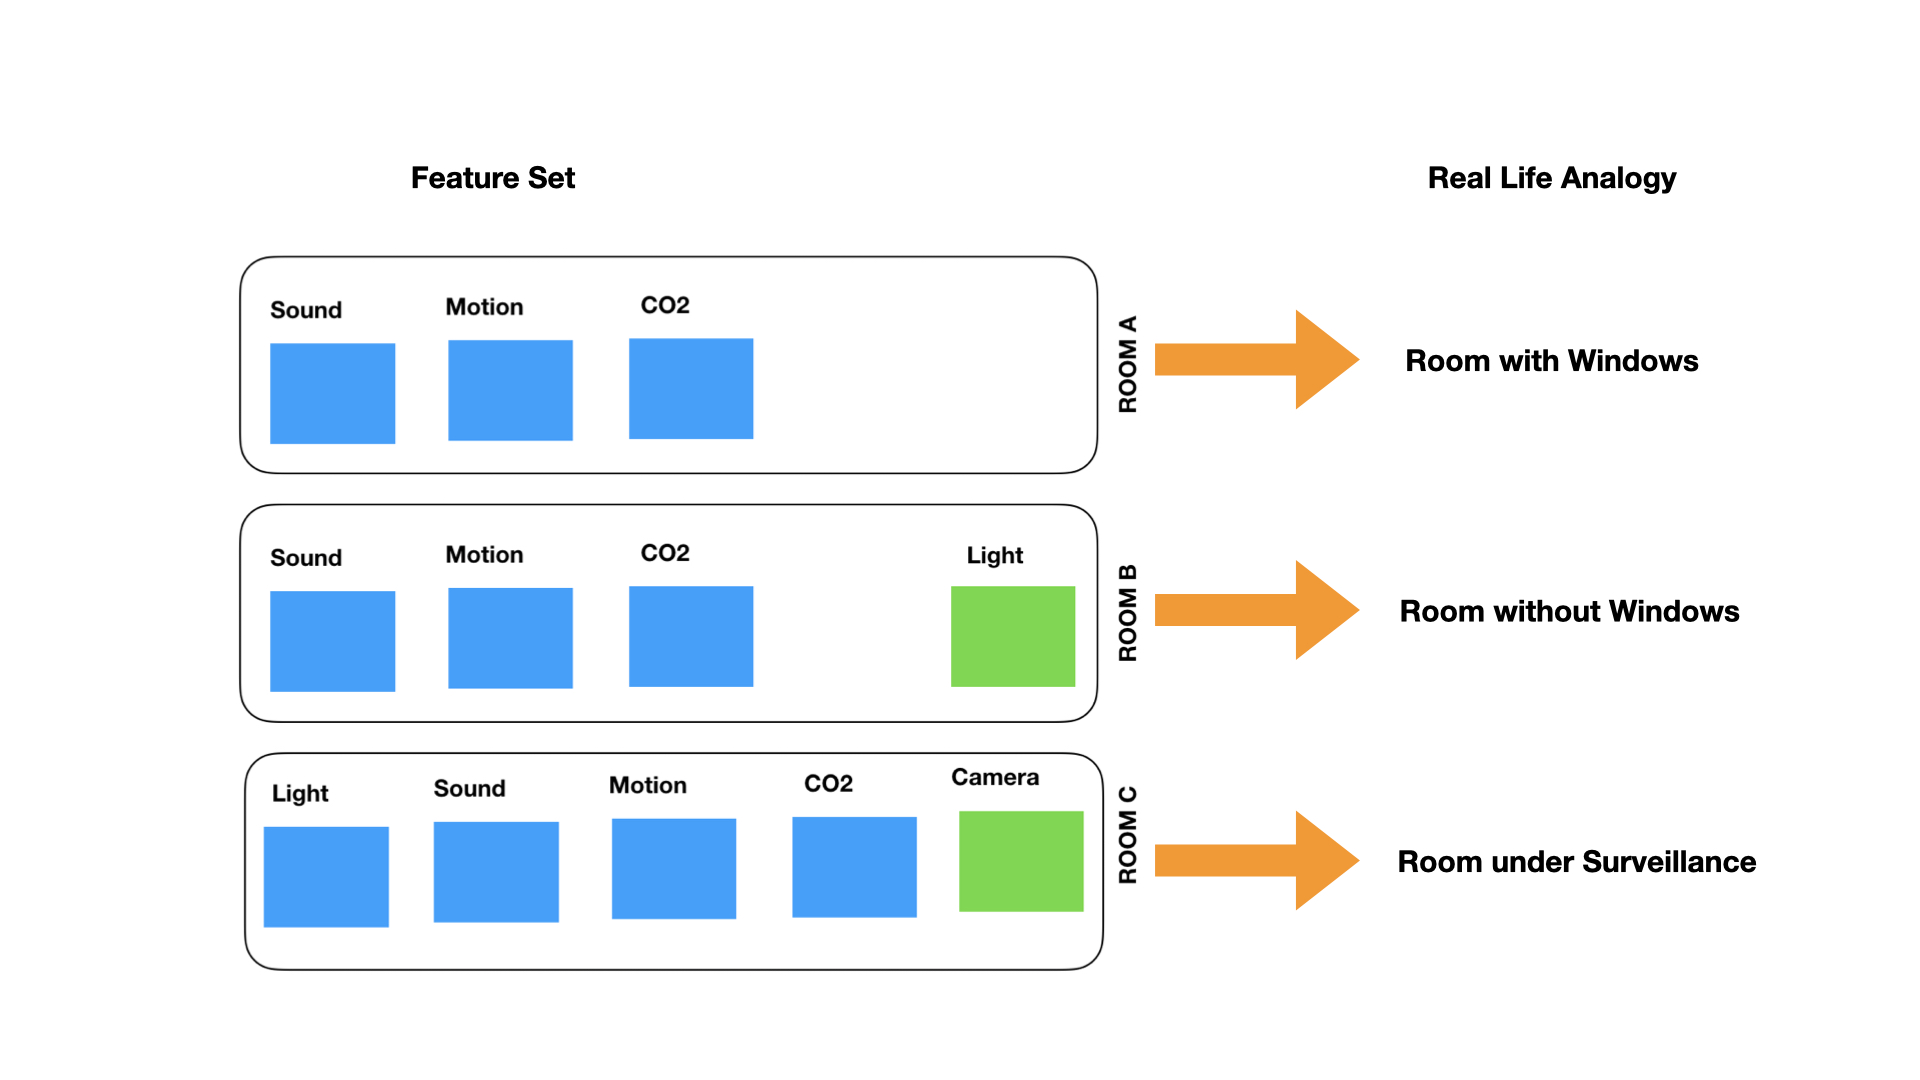 Feature Set
Real Life Analogy
Sound
Motion
CO2
ROOM A
Room with Windows
Sound
Motion
CO2
Light
ROOM B
Room without Windows
Light
Sound
Motion
CO2
Camera
ROOM C
Room under Surveillance